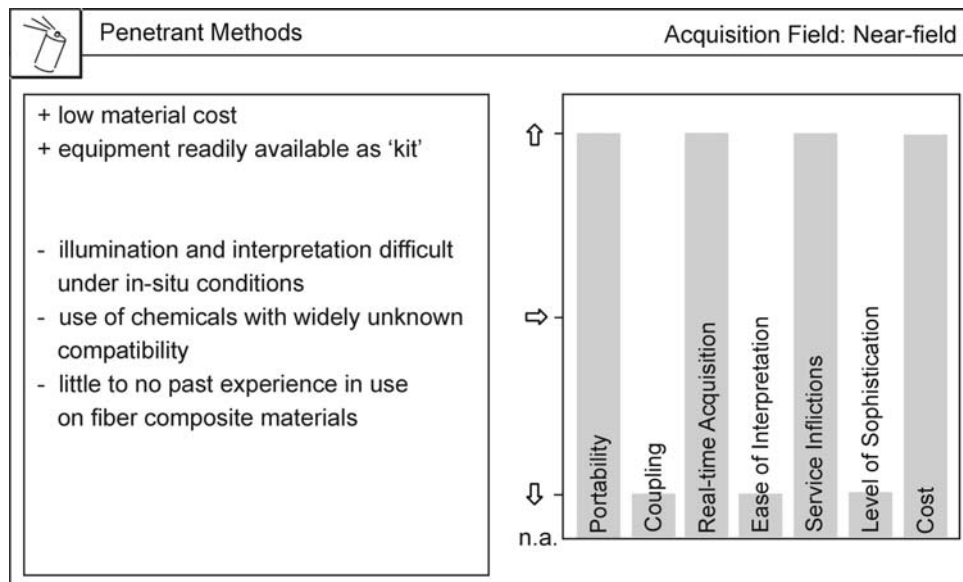 Penetrant Methods
Acquisition Field: Near-field
+ low material cost
+ equipment readily available as ‘kit’
- illumination and interpretation difficult
under in-situ conditions
- use of chemicals with widely unknown
compatibility
- little to no past experience in use
on fiber composite materials
n.a.
Portability
Coupling
Real-time Acquisition
Ease of Interpretation
Service Inflictions
Level of Sophistication
Cost